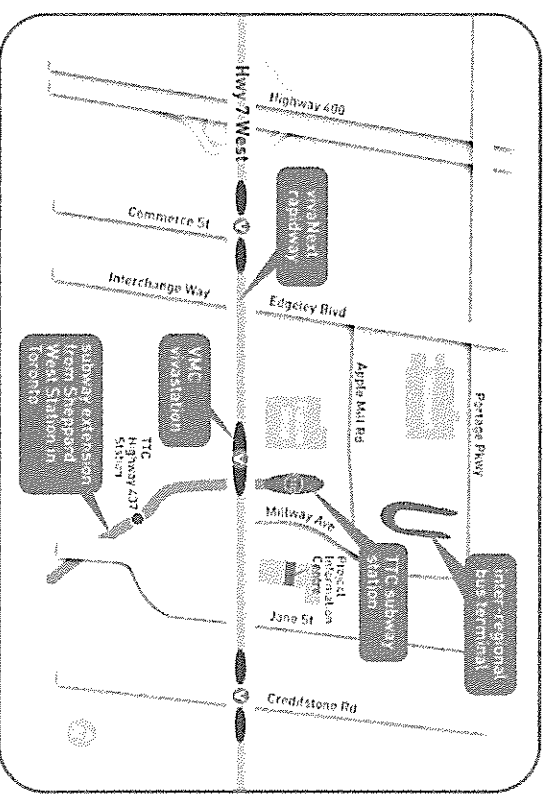 Highway 400
Hwy 7 West
vivaNext
rapidway
Commerce St
Interchange Way
Edgeley Blvd
Apple Mill Rd
Portage Pkwy
VMC
vivastation
subway extension
from Sheppard
West Station in
Toronto
TTC
Highway 407
Station
Millway Ave
TTC subway
station
inter-regional
bus terminal
Project
Information
Centre
Jane St
Creditstone Rd